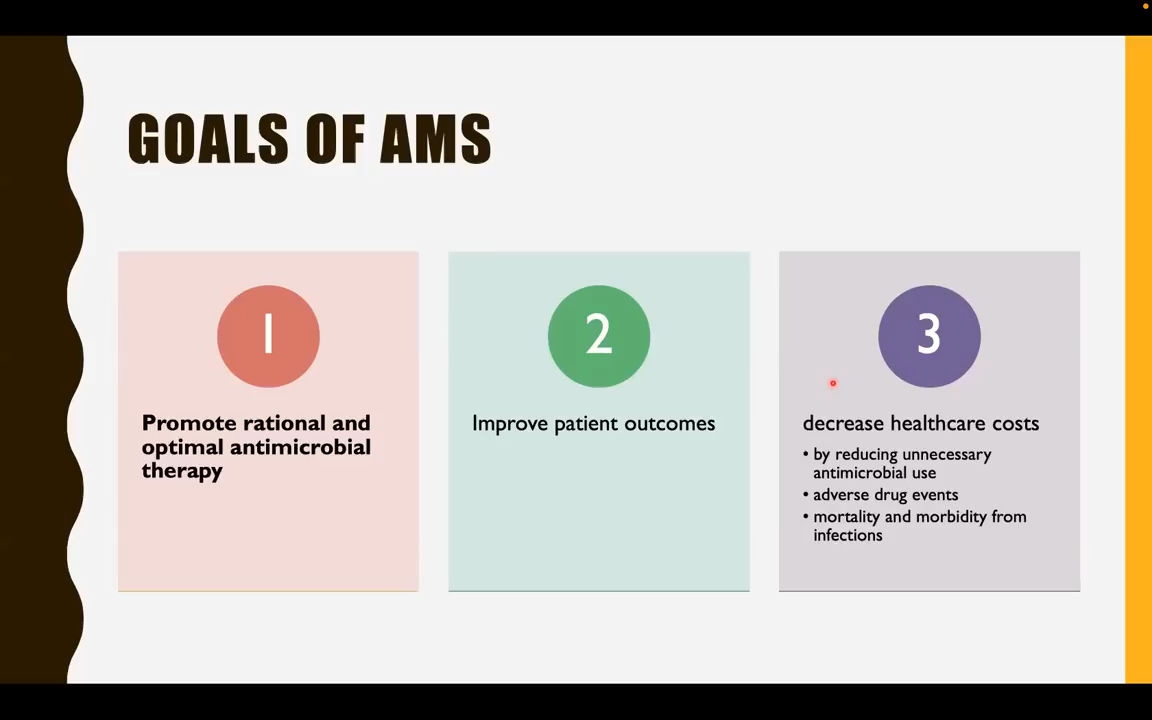 GOALS OF AMS
1
Promote rational and
optimal antimicrobial
therapy
2
Improve patient outcomes
3
decrease healthcare costs
• by reducing unnecessary
antimicrobial use
• adverse drug events
• mortality and morbidity from
infections